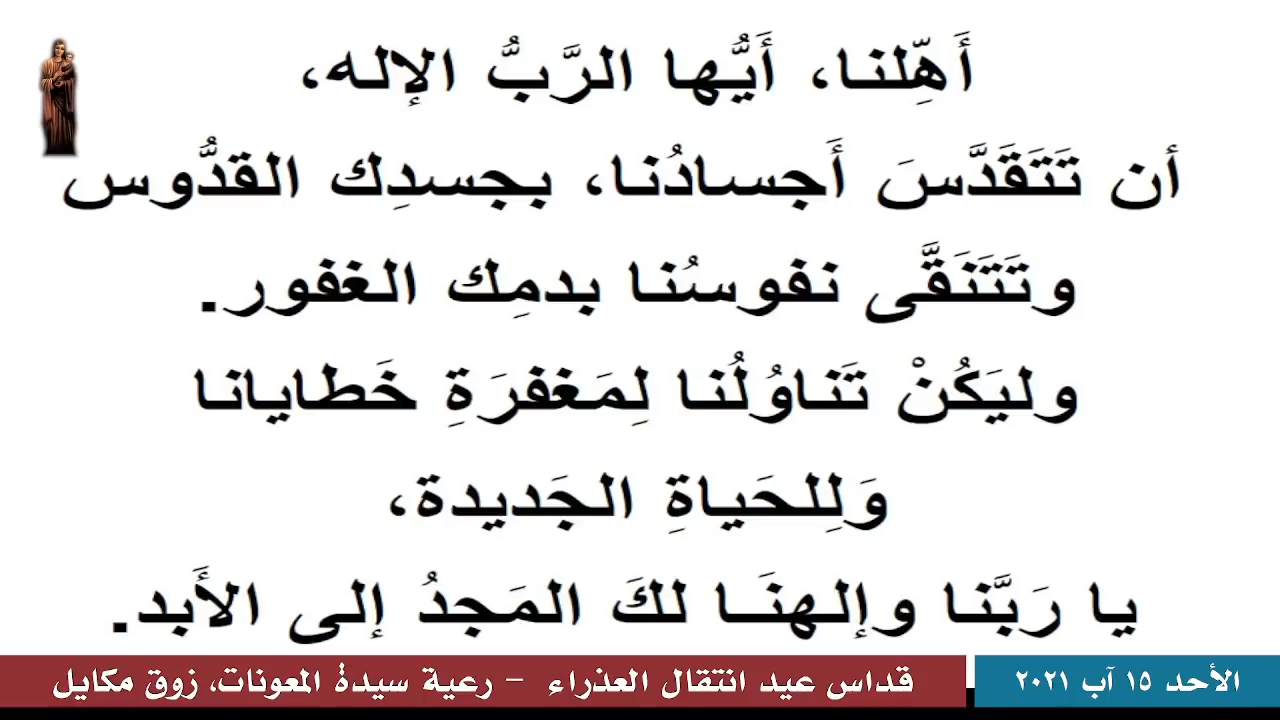 أَهِّلنا، أَيُّها الرَّبُّ الإله،
أن تَتَقَدَّسَ أَجسادُنا، بجسدِك القدُّوس
وتَتَنَقَّى نفوسُنا بدمِك الغفور.
وليَكُنْ تَناوُلُنا لِمَغفرَةِ خَطايانا
وَلِلحَياةِ الجَديدة،
يا رَبَّنا وإلهنَـا لكَ المَجدُ إلى الأَبد.
الأحد ١٥ آب ٢٠٢١
قداس عيد انتقال العذراء - رعية سيدة المعونات، زوق مكايل